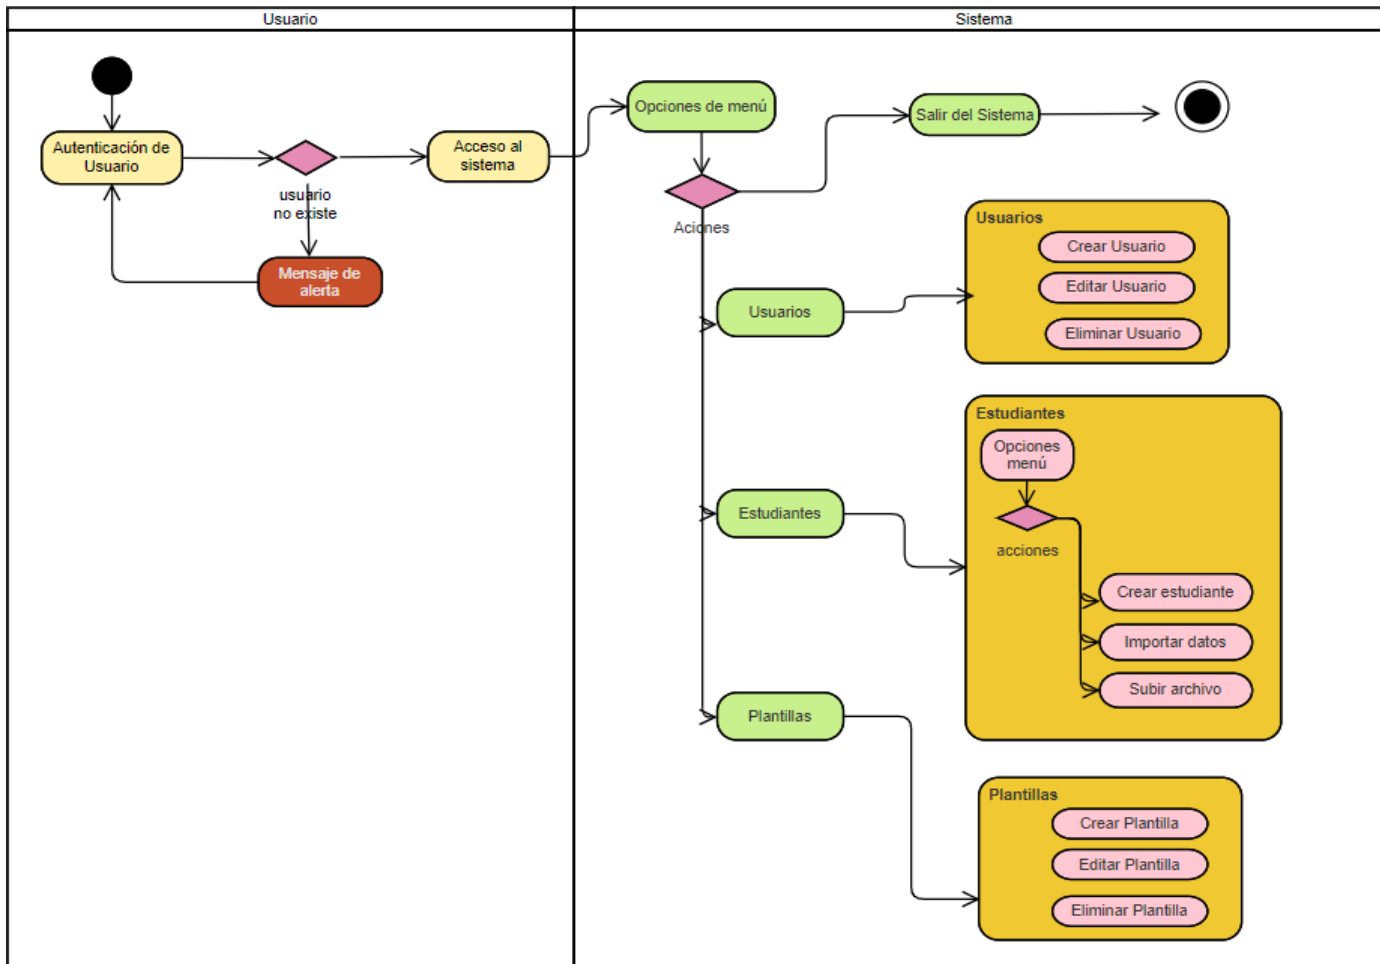 Usuario
Sistema
Autenticación de
Usuario
usuario
no existe
Acceso al
sistema
Mensaje de
alerta
Opciones de menú
Salir del Sistema
Aciones
Usuarios
Usuarios
Crear Usuario
Editar Usuario
Eliminar Usuario
Estudiantes
Estudiantes
Opciones
menú
acciones
Crear estudiante
Importar datos
Subir archivo
Plantillas
Plantillas
Crear Plantilla
Editar Plantilla
Eliminar Plantilla